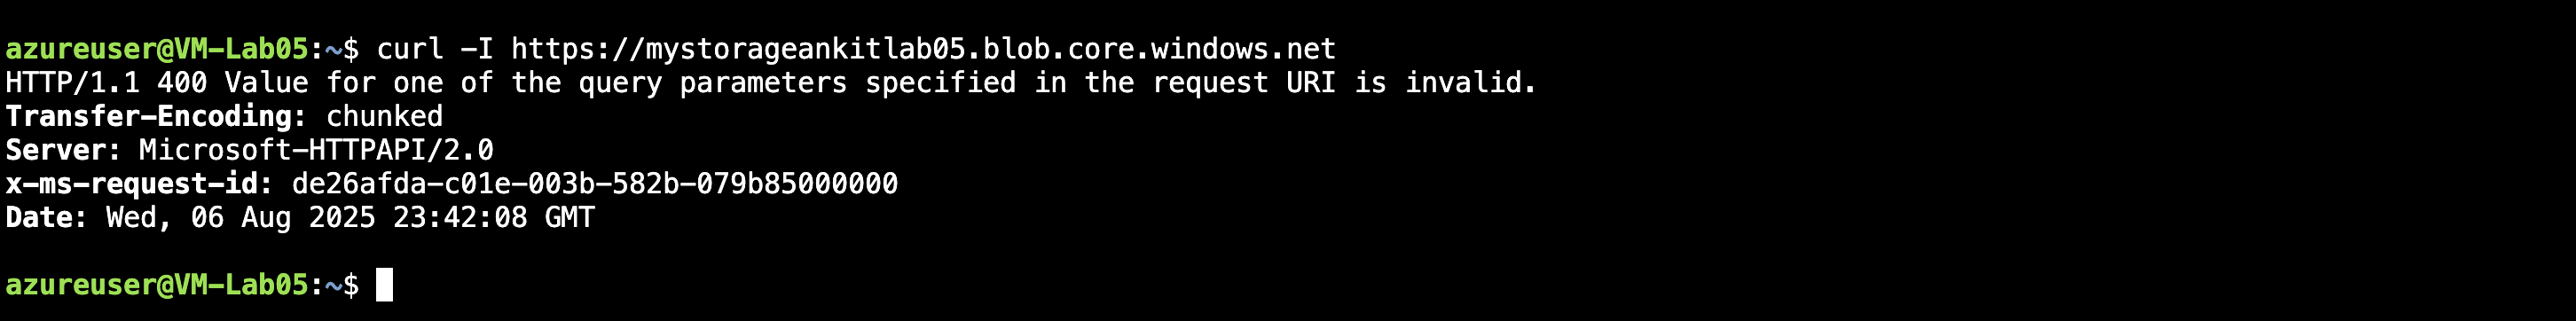 azureuser@VM-Lab05:~$ curl -I https://mystorageankitlab05.blob.core.windows.net
HTTP/1.1 400 Value for one of the query parameters specified in the request URI is invalid.
Transfer-Encoding: chunked
Server: Microsoft-HTTPAPI/2.0
x-ms-request-id: de26afda-c01e-003b-582b-079b85000000
Date: Wed, 06 Aug 2025 23:42:08 GMT
azureuser@VM-Lab05:~$